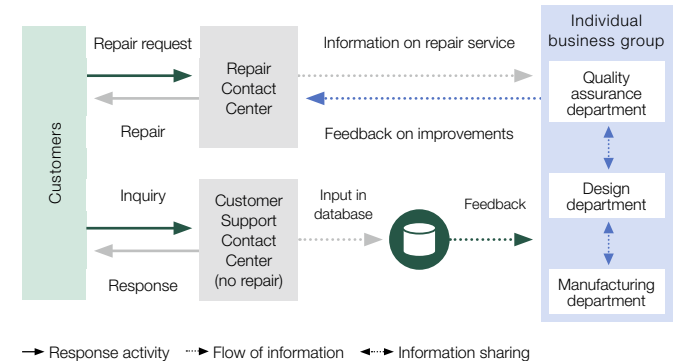 Individual
business group
Repair request
Information on repair service
Repair
Contact
Center
Quality
assurance
department
Repair
Feedback on improvements
Customers
Inquiry
Customer
Support
Contact
Center
(no repair)
Input in
database
Feedback
Design
department
Response
Manufacturing
department
Response activity
Flow of information
Information sharing